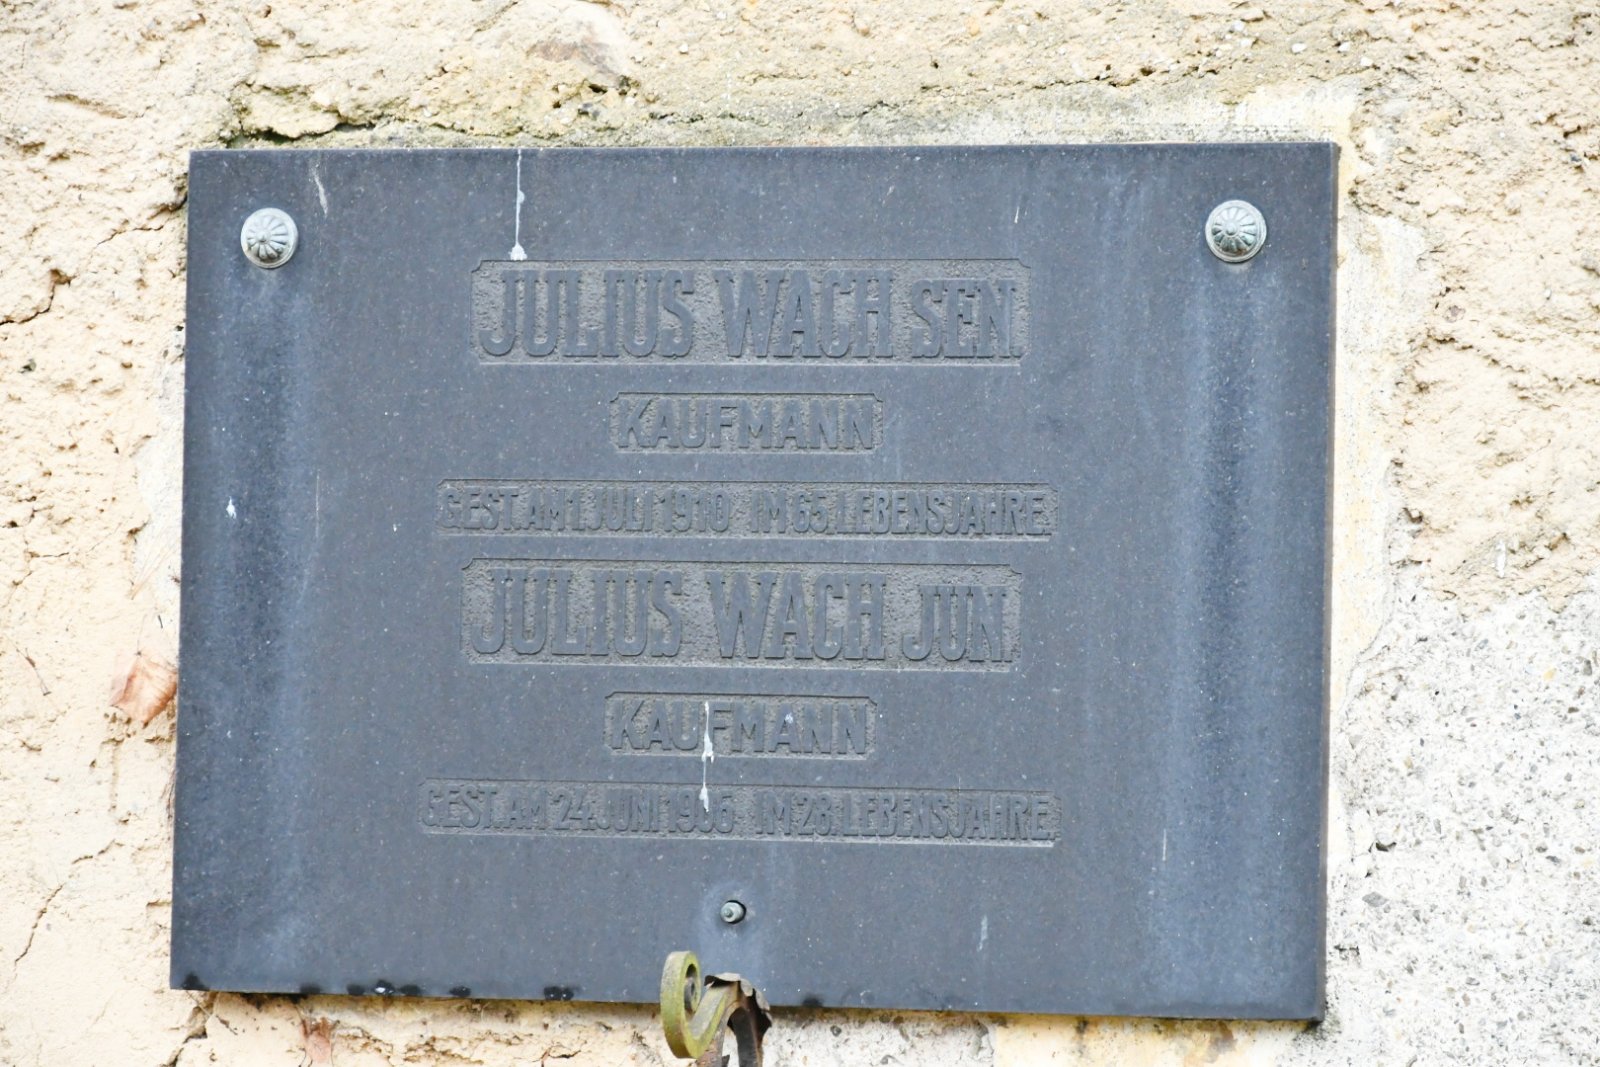 JULIUS WACH SEN.
KAUFMANN
GEST. AM 1. JULI 1910 IM 65. LEBENSJAHRE.
JULIUS WACH JUN.
KAUFMANN
GEST. AM 24. JUNI 1906 IM 28. LEBENSJAHRE.